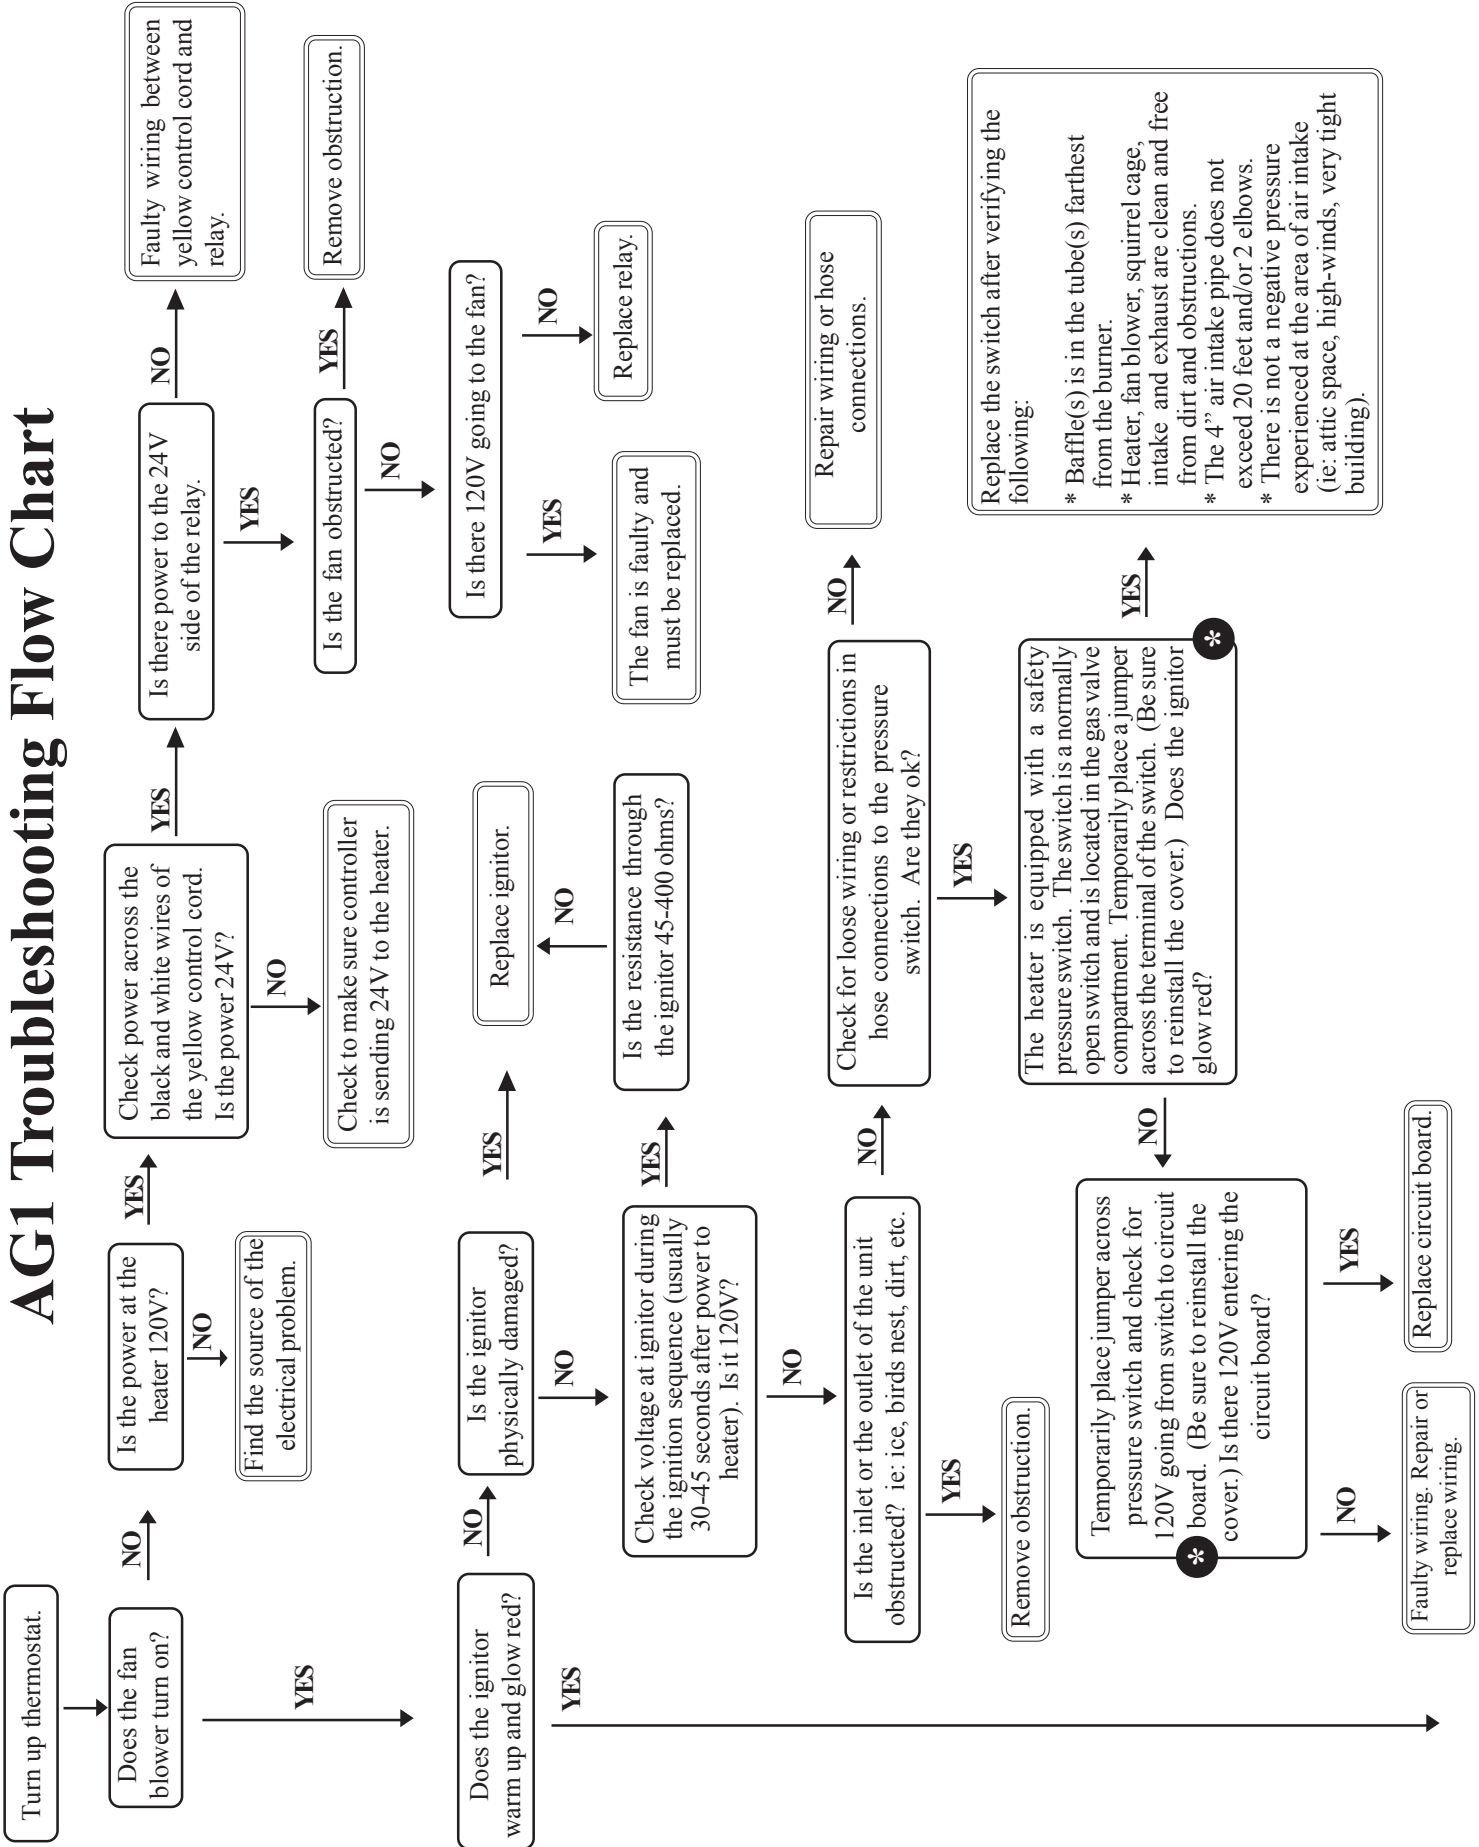 AG1 Troubleshooting Flow Chart
Turn up thermostat.
Does the fan
blower turn on?
NO
Is the power at the
heater 120V?
YES
Check power across the
black and white wires of
the yellow control cord.
Is the power 24V?
YES
Is there power to the 24V
side of the relay.
NO
Faulty wiring between
yellow control cord and
relay.
NO
Find the source of the
electrical problem.
NO
Check to make sure controller
is sending 24V to the heater.
YES
Is the fan obstructed?
YES
Remove obstruction.
NO
Is there 120V going to the fan?
YES
The fan is faulty and
must be replaced.
NO
Replace relay.
YES
Does the ignitor
warm up and glow red?
NO
Is the ignitor
physically damaged?
YES
Replace ignitor.
NO
Check voltage at ignitor during
the ignition sequence (usually
30-45 seconds after power to
heater). Is it 120V?
YES
Is the resistance through
the ignitor 45-400 ohms?
NO
YES
NO
Is the inlet or the outlet of the unit
obstructed? ie: ice, birds nest, dirt, etc.
NO
Check for loose wiring or restrictions in
hose connections to the pressure
switch. Are they ok?
NO
Repair wiring or hose
connections.
YES
Remove obstruction.
YES
The heater is equipped with a safety
pressure switch. The switch is a normally
open switch and is located in the gas valve
compartment. Temporarily place a jumper
across the terminal of the switch. (Be sure
to reinstall the cover.) Does the ignitor
glow red?
*
YES
Replace the switch after verifying the
following:
* Baffle(s) is in the tube(s) farthest
from the burner.
* Heater, fan blower, squirrel cage,
intake and exhaust are clean and free
from dirt and obstructions.
* The 4” air intake pipe does not
exceed 20 feet and/or 2 elbows.
* There is not a negative pressure
experienced at the area of air intake
(ie: attic space, high-winds, very tight
building).
NO
Temporarily place jumper across
pressure switch and check for
120V going from switch to circuit
board. (Be sure to reinstall the
cover.) Is there 120V entering the
circuit board?
*
NO
Faulty wiring. Repair or
replace wiring.
YES
Replace circuit board.